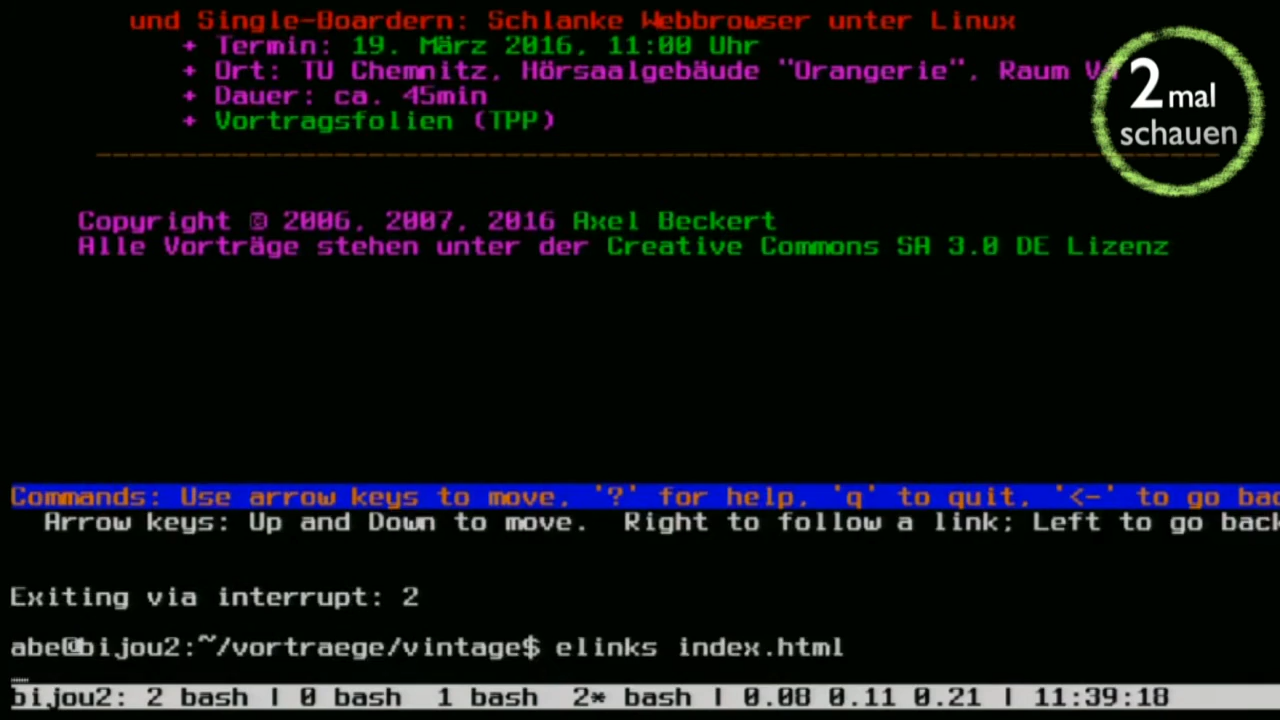 und Single-Boardern: Schlanke Webbrowser unter Linux
+ Termin: 19. März 2016, 11:00 Uhr
+ Ort: TU Chemnitz, Hörsaalgebäude "Orangerie", Raum
+ Dauer: ca. 45min
+ Vortragsfolien (TPP)
2mal
schauen
Copyright © 2006, 2007, 2016 Axel Beckert
Alle Vorträge stehen unter der Creative Commons SA 3.0 DE Lizenz
Commands: Use arrow keys to move, '?' for help, 'q' to quit, '<-' to go bac
Arrow keys: Up and Down to move. Right to follow a link; Left to go back
Exiting via interrupt: 2
abe@bijou2:~/vortraege/vintage$ elinks index.html
bijou2: 2 bash | 0 bash 1 bash 2* bash | 0.08 0.11 0.21 | 11:39:18